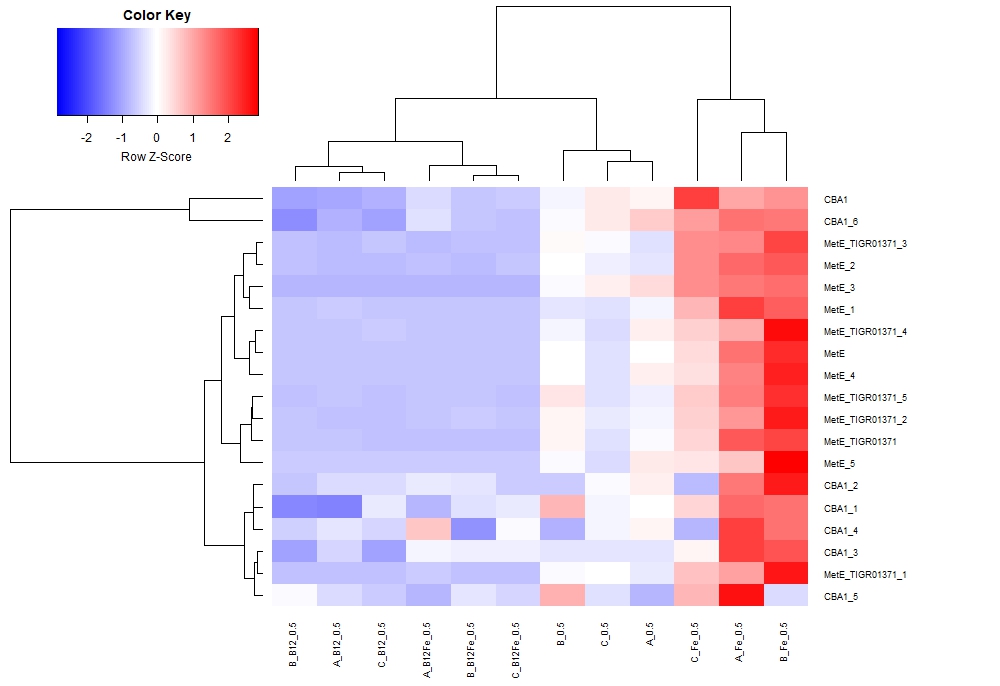 Color Key
-2 -1 0 1 2
Row Z-Score
CBA1
CBA1_6
MetE_TIGR01371_3
MetE_2
MetE_3
MetE_1
MetE_TIGR01371_4
MetE
MetE_4
MetE_TIGR01371_5
MetE_TIGR01371_2
MetE_TIGR01371
MetE_5
CBA1_2
CBA1_1
CBA1_4
CBA1_3
MetE_TIGR01371_1
CBA1_5
B_B12_0.5
A_B12_0.5
C_B12_0.5
A_B12Fe_0.5
B_B12Fe_0.5
C_B12Fe_0.5
B_0.5
C_0.5
A_0.5
C_Fe_0.5
A_Fe_0.5
B_Fe_0.5